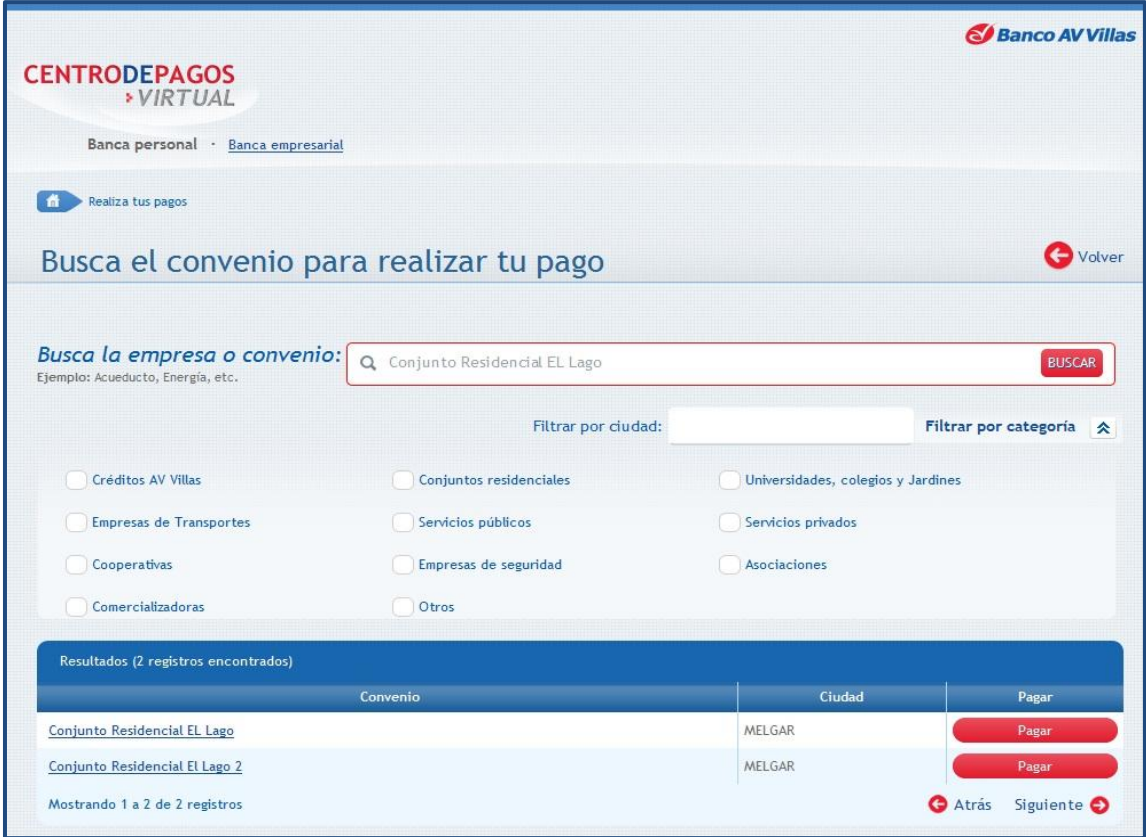 Banco AV Villas
CENTRODEPAGOS
VIRTUAL
Banca personal · Banca empresarial
Realiza tus pagos
Busca el convenio para realizar tu pago
Volver
Busca la empresa o convenio:
Conjunto Residencial EL Lago
BUSCAR
Ejemplo: Acueducto, Energía, etc.
Filtrar por ciudad:
Filtrar por categoría
Créditos AV Villas
Conjuntos residenciales
Universidades, colegios y Jardines
Empresas de Transportes
Servicios públicos
Servicios privados
Cooperativas
Empresas de seguridad
Asociaciones
Comercializadoras
Otros
Resultados (2 registros encontrados)
Convenio Ciudad Pagar
Conjunto Residencial EL Lago MELGAR Pagar
Conjunto Residencial El Lago 2 MELGAR Pagar
Mostrando 1 a 2 de 2 registros
Atrás Siguiente